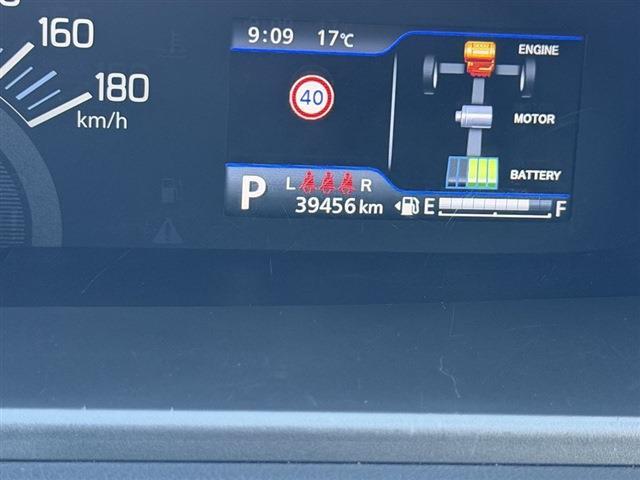 160
180
km/h
9:09 17℃
40
ENGINE
MOTOR
BATTERY
P L R
39456 km E F